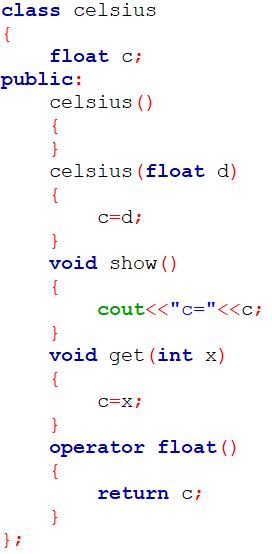 class celsius
{
    float c;
public:
    celsius()
    {
    }
    celsius(float d)
    {
        c=d;
    }
    void show()
    {
        cout<<"c="<<c;
    }
    void get(int x)
    {
        c=x;
    }
    operator float()
    {
        return c;
    }
};